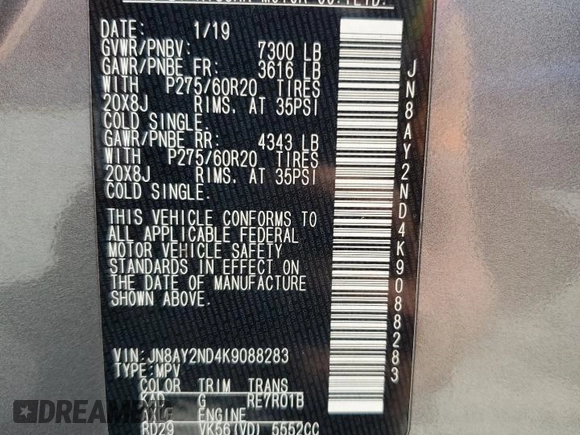 DATE: 1/19
GVWR/PNBV: 7300 LB
GAWR/PNBE FR: 3616 LB
WITH P275/60R20 TIRES
20X8J RIMS. AT 35PSI
COLD SINGLE.
GAWR/PNBE RR: 4343 LB
WITH P275/60R20 TIRES
20X8J RIMS. AT 35PSI
COLD SINGLE.
THIS VEHICLE CONFORMS TO
ALL APPLICABLE FEDERAL
MOTOR VEHICLE SAFETY
STANDARDS IN EFFECT ON
THE DATE OF MANUFACTURE
SHOWN ABOVE.
VIN:JN8AY2ND4K9088283
TYPE:MPV
COLOR TRIM TRANS
KAD G RE7R01B
ENGINE
RD29 VK56(VD) 5552CC
JN8AY2ND4K9088283